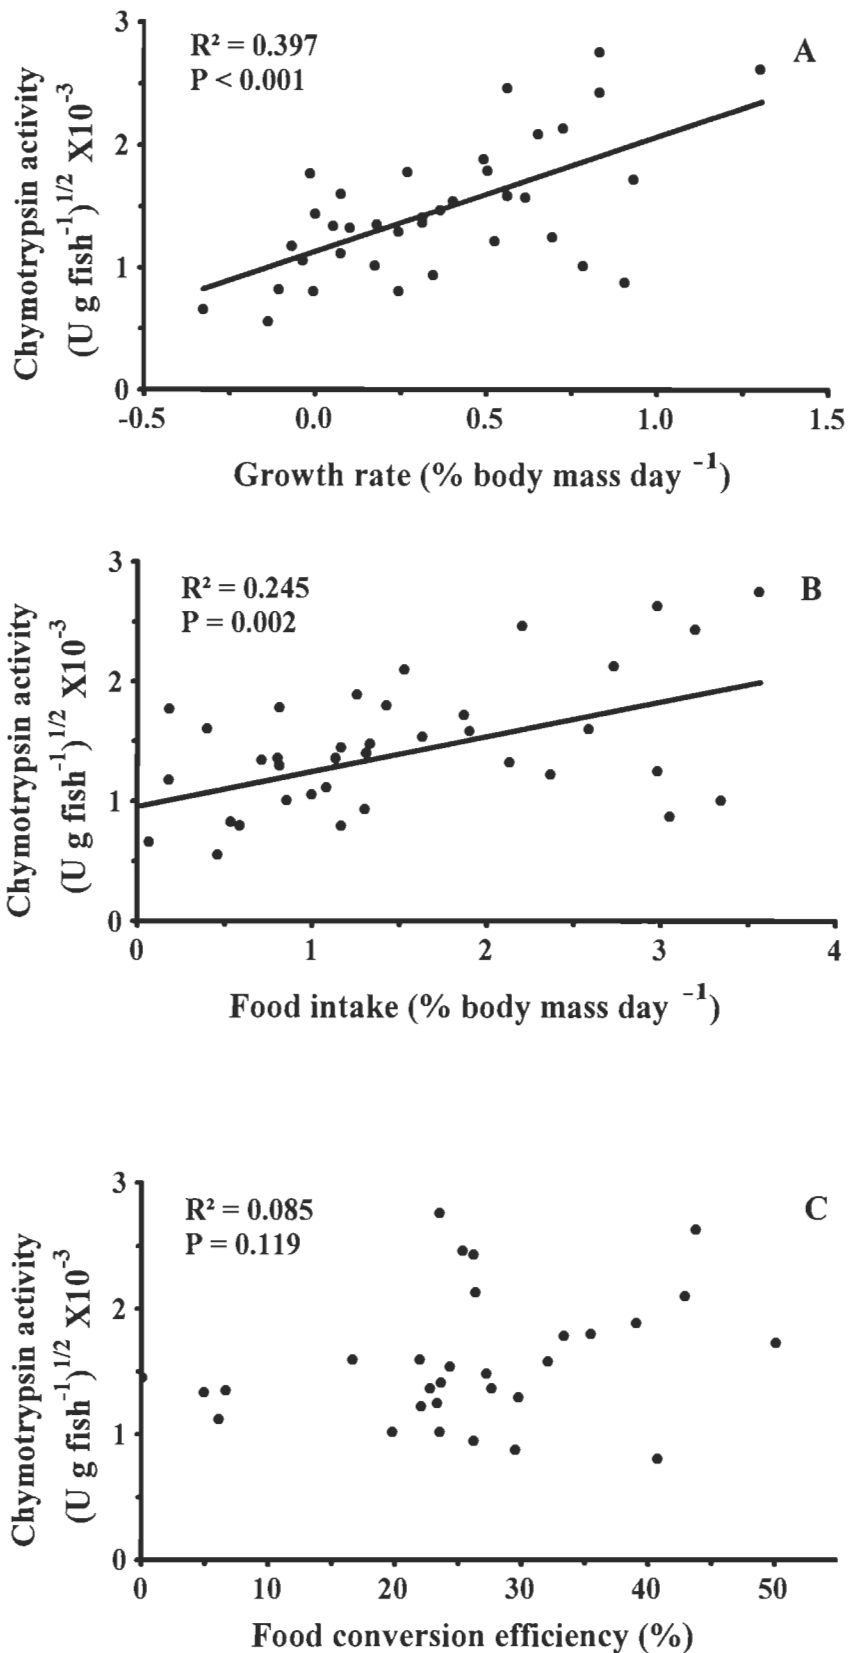 A
R² = 0.397
P < 0.001
Chymotrypsin activity
(U g fish⁻¹)¹/² X10⁻³
3
2
1
0
-0.5 0.0 0.5 1.0 1.5
Growth rate (% body mass day ⁻¹)
B
R² = 0.245
P = 0.002
Chymotrypsin activity
(U g fish⁻¹)¹/² X10⁻³
3
2
1
0
0 1 2 3 4
Food intake (% body mass day ⁻¹)
C
R² = 0.085
P = 0.119
Chymotrypsin activity
(U g fish⁻¹)¹/² X10⁻³
3
2
1
0
0 10 20 30 40 50
Food conversion efficiency (%)